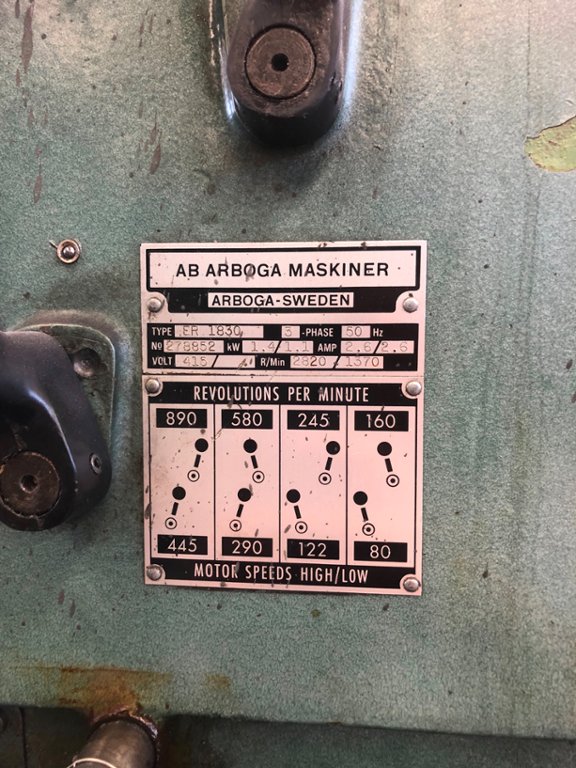 AB ARBOGA MASKINER
ARBOGA-SWEDEN
TYPE ER 1830 3 -PHASE 50 Hz
No 278852 kW 1.4/1.1 AMP 2.6/2.6
VOLT 415/ R/Min 2820/1370
REVOLUTIONS PER MINUTE
890 580 245 160
445 290 122 80
MOTOR SPEEDS HIGH/LOW